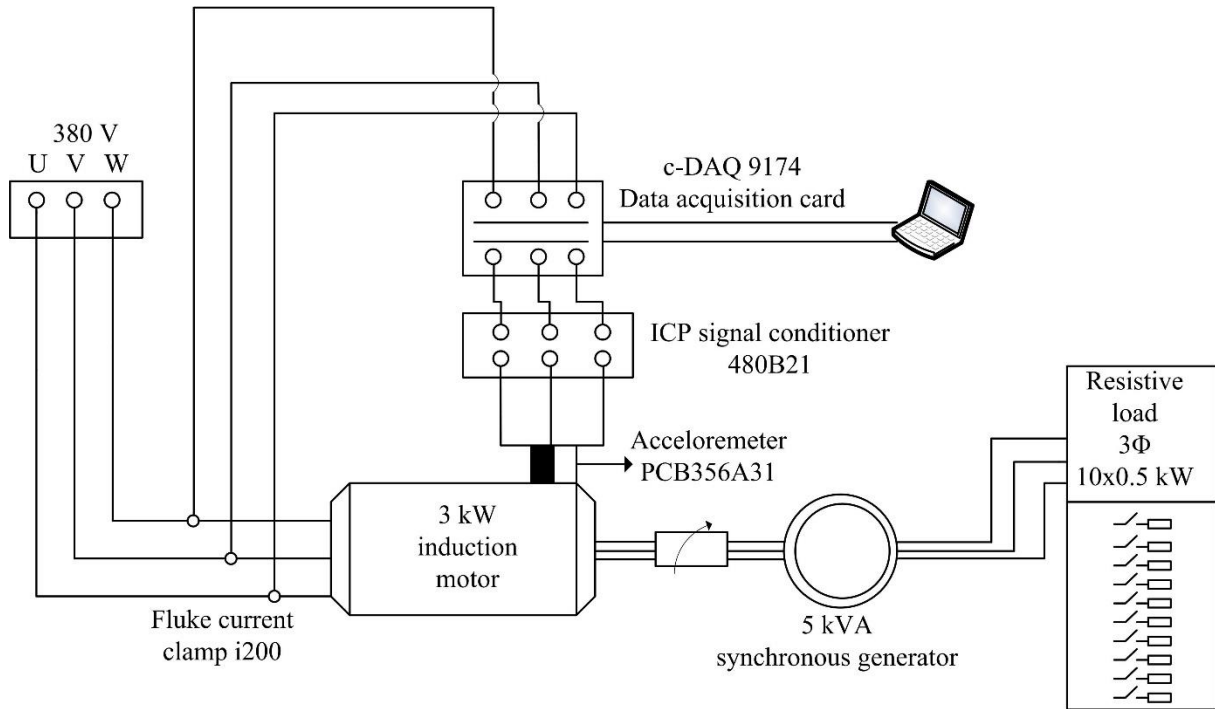 380 V
U V W
c-DAQ 9174
Data acquisition card
ICP signal conditioner
480B21
Acceloremeter
PCB356A31
3 kW
induction
motor
Fluke current
clamp i200
5 kVA
synchronous generator
Resistive
load
3Φ
10x0.5 kW